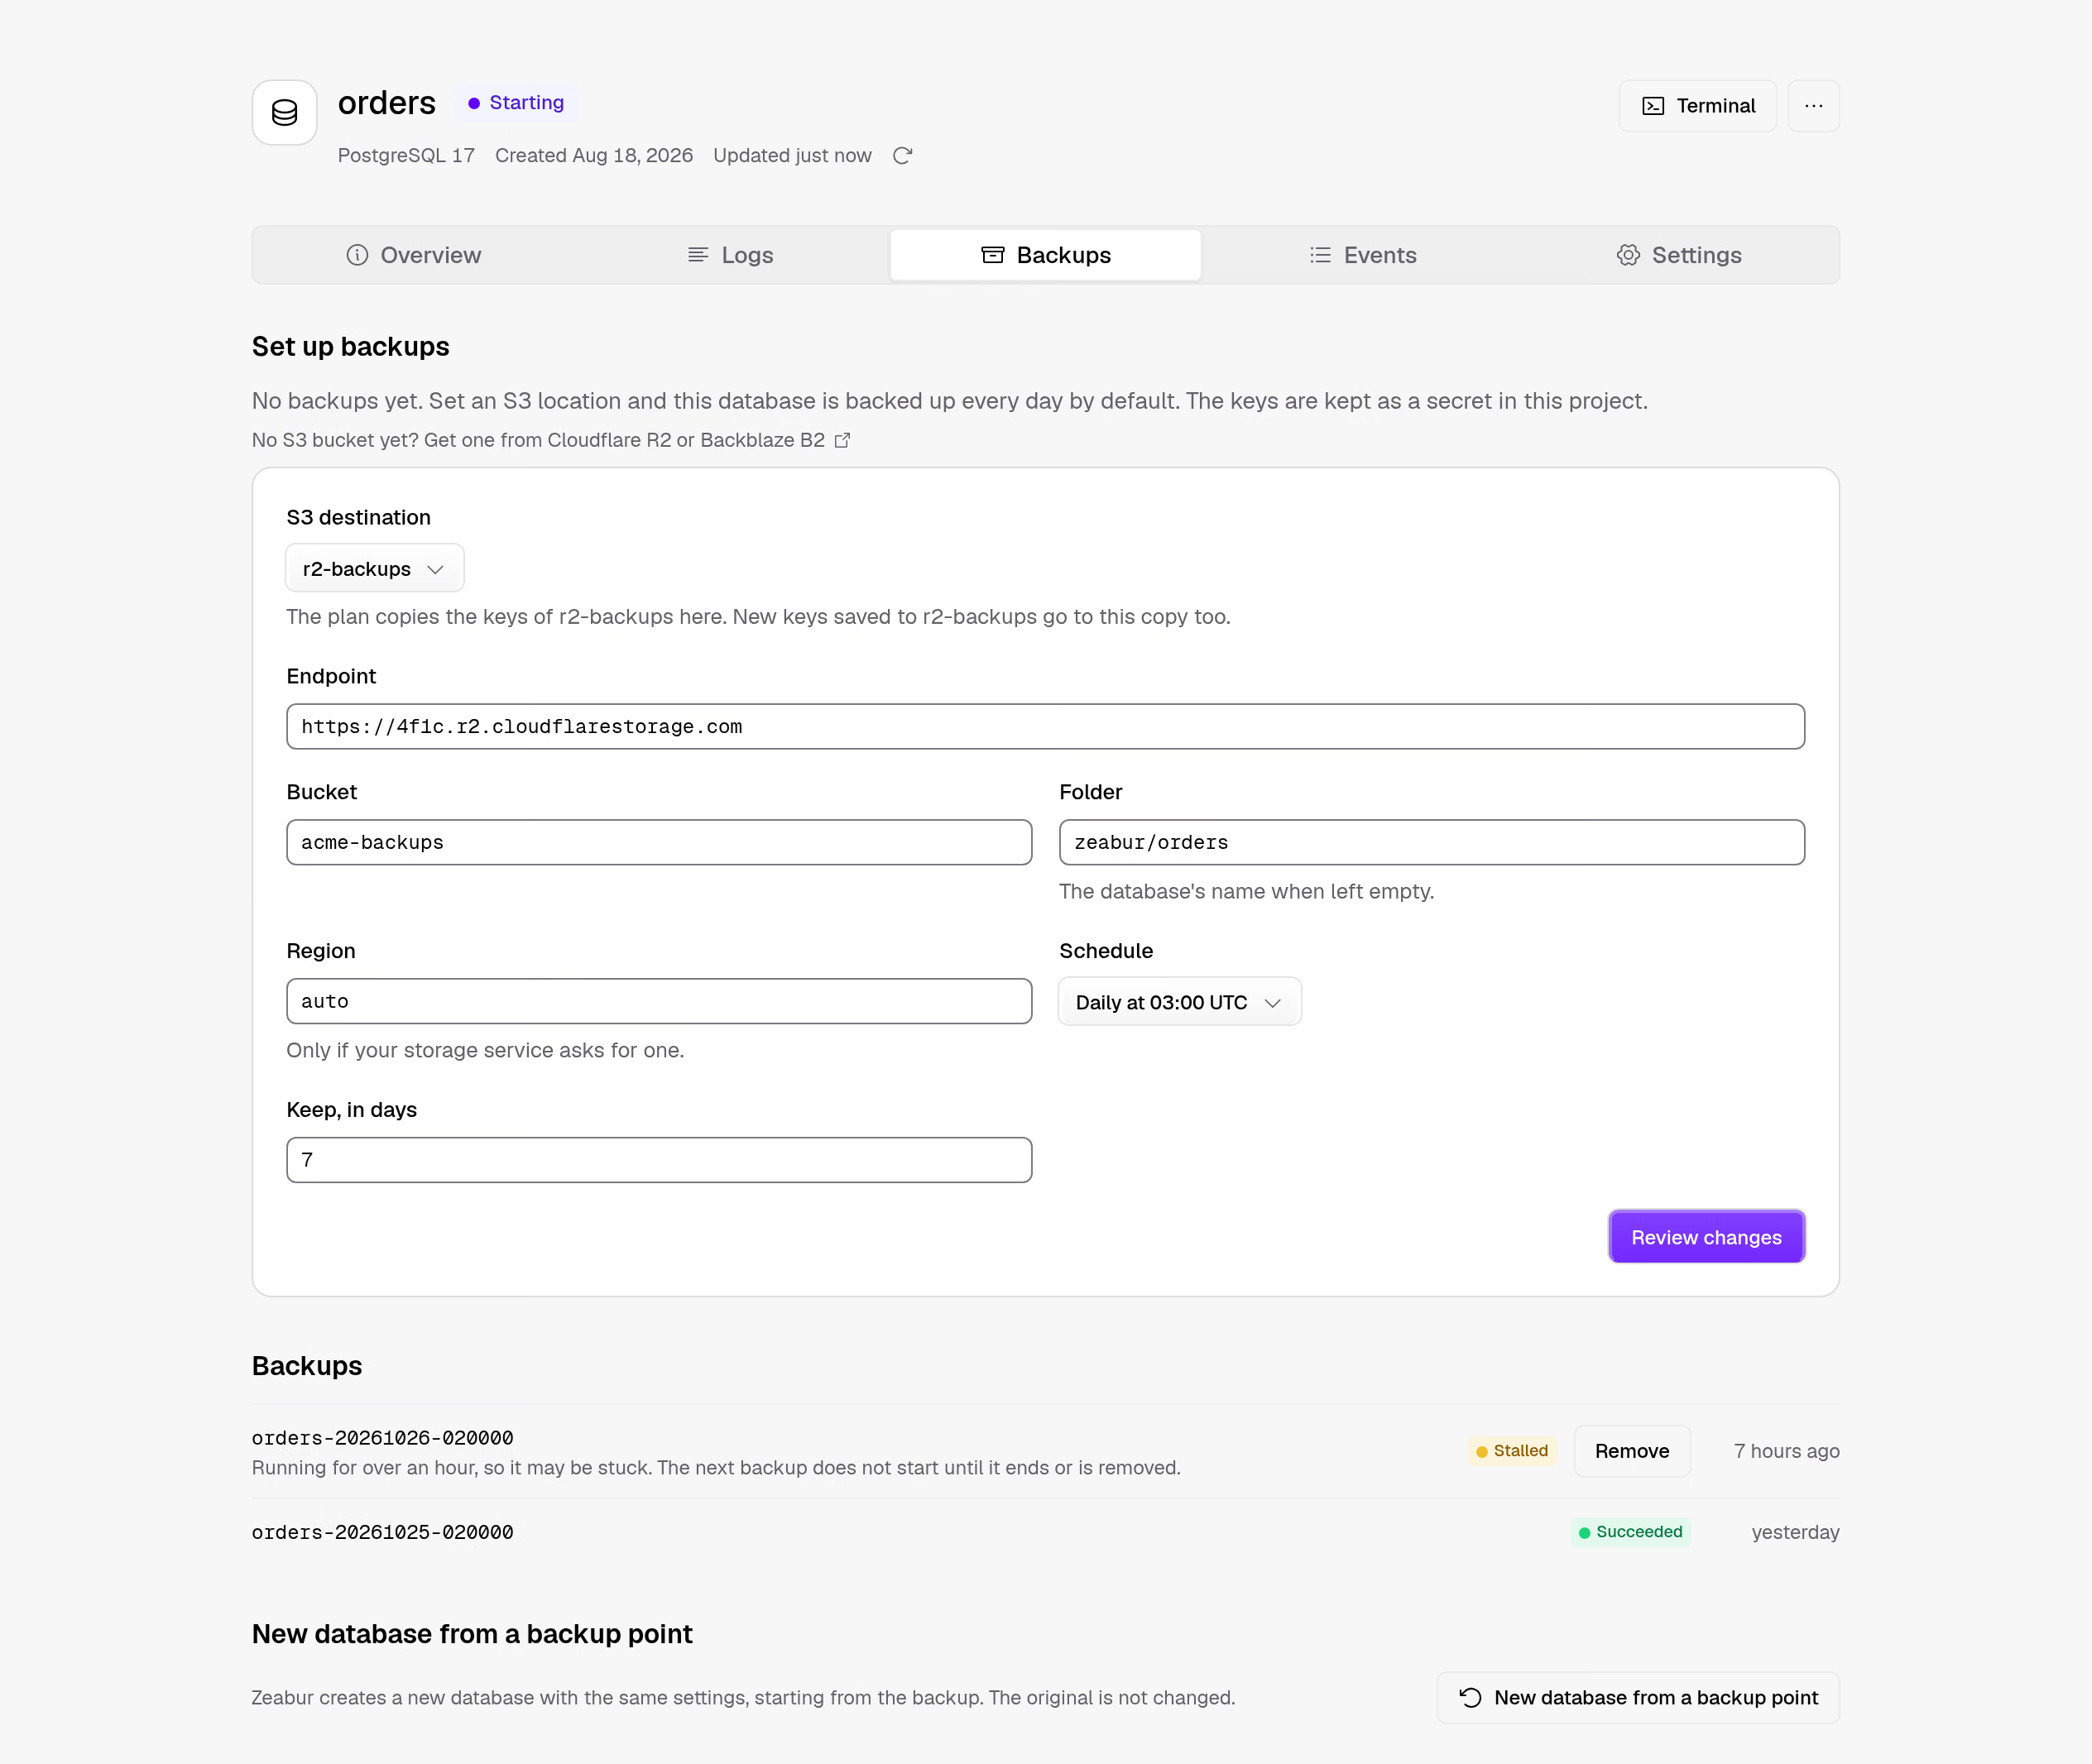 orders
Starting
Terminal
PostgreSQL 17 Created Aug 18, 2026 Updated just now
Overview
Logs
Backups
Events
Settings
Set up backups
No backups yet. Set an S3 location and this database is backed up every day by default. The keys are kept as a secret in this project.
No S3 bucket yet? Get one from Cloudflare R2 or Backblaze B2
S3 destination
r2-backups
The plan copies the keys of r2-backups here. New keys saved to r2-backups go to this copy too.
Endpoint
https://4f1c.r2.cloudflarestorage.com
Bucket
acme-backups
Folder
zeabur/orders
The database's name when left empty.
Region
auto
Only if your storage service asks for one.
Schedule
Daily at 03:00 UTC
Keep, in days
7
Review changes
Backups
orders-20261026-020000
Running for over an hour, so it may be stuck. The next backup does not start until it ends or is removed.
Stalled
Remove
7 hours ago
orders-20261025-020000
Succeeded
yesterday
New database from a backup point
Zeabur creates a new database with the same settings, starting from the backup. The original is not changed.
New database from a backup point